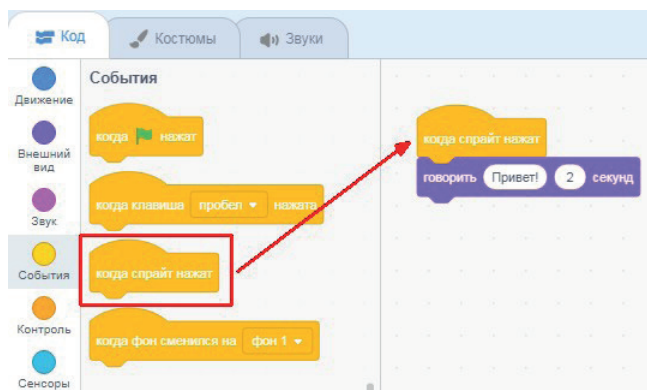 Код
Костюмы
Звуки
Движение
Внешний
вид
Звук
События
Контроль
Сенсоры
События
когда нажат
когда клавиша пробел нажата
когда спрайт нажат
когда фон сменился на фон 1
когда спрайт нажат
говорить Привет! 2 секунд